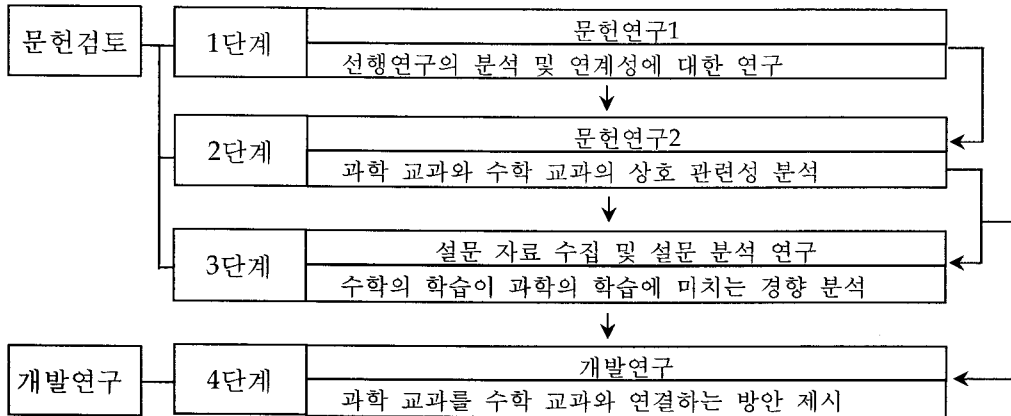 문헌검토
1단계
문헌연구1
선행연구의 분석 및 연계성에 대한 연구
2단계
문헌연구2
과학 교과와 수학 교과의 상호 관련성 분석
3단계
설문 자료 수집 및 설문 분석 연구
수학의 학습이 과학의 학습에 미치는 경향 분석
개발연구
4단계
개발연구
과학 교과를 수학 교과와 연결하는 방안 제시